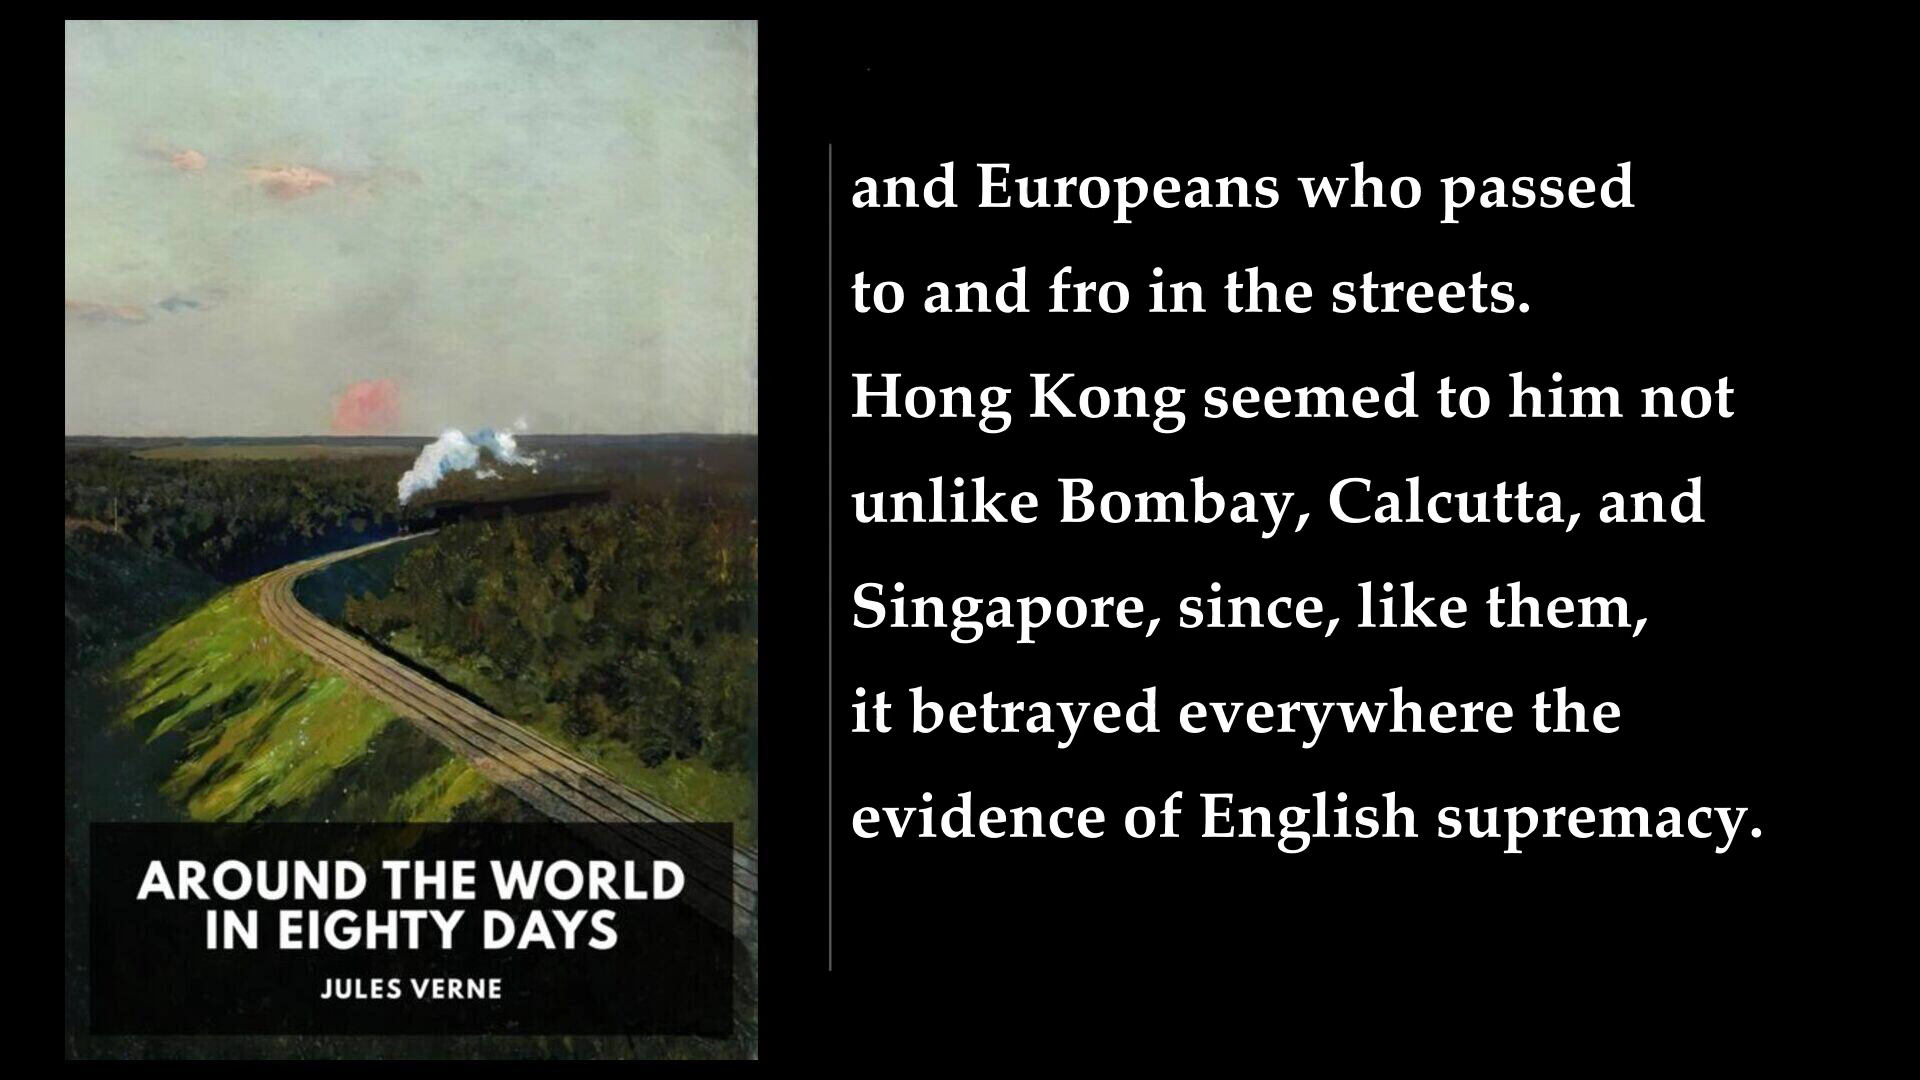 AROUND THE WORLD
IN EIGHTY DAYS
JULES VERNE
and Europeans who passed
to and fro in the streets.
Hong Kong seemed to him not
unlike Bombay, Calcutta, and
Singapore, since, like them,
it betrayed everywhere the
evidence of English supremacy.